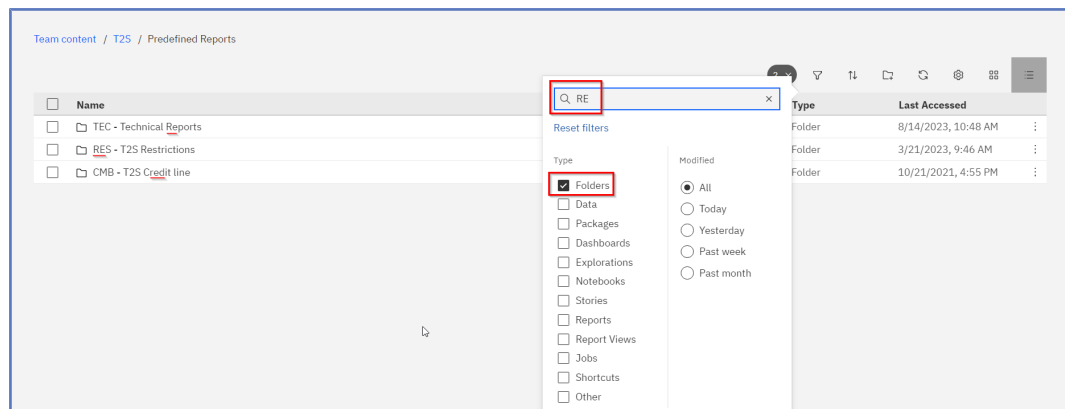 Team content / T2S / Predefined Reports
Name
Type
Last Accessed
TEC - Technical Reports
Folder
8/14/2023, 10:48 AM
RES - T2S Restrictions
Folder
3/21/2023, 9:46 AM
CMB - T2S Credit line
Folder
10/21/2021, 4:55 PM
RE
Reset filters
Type
Modified
Folders
All
Data
Today
Packages
Yesterday
Dashboards
Past week
Explorations
Past month
Notebooks
Stories
Reports
Report Views
Jobs
Shortcuts
Other